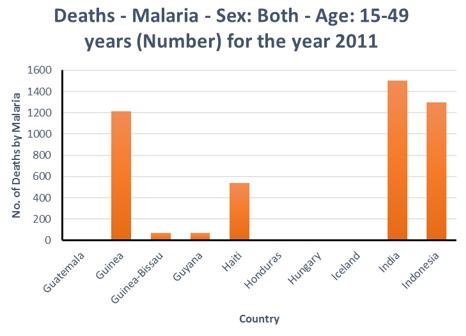 Deaths - Malaria - Sex: Both - Age: 15-49
years (Number) for the year 2011
No. of Deaths by Malaria
1600
1400
1200
1000
800
600
400
200
0
Guatemala
Guinea
Guinea-Bissau
Guyana
Haiti
Honduras
Hungary
Iceland
India
Indonesia
Country